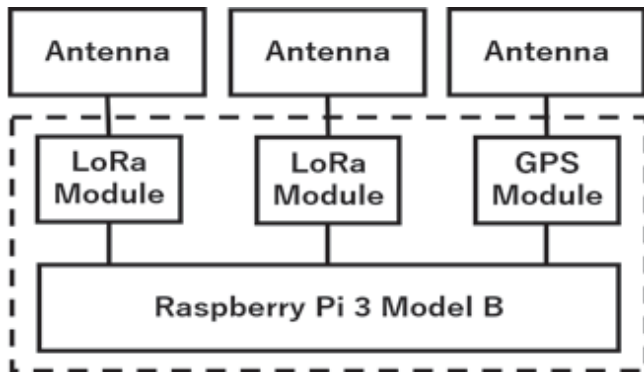 Antenna
Antenna
Antenna
LoRa
Module
LoRa
Module
GPS
Module
Raspberry Pi 3 Model B